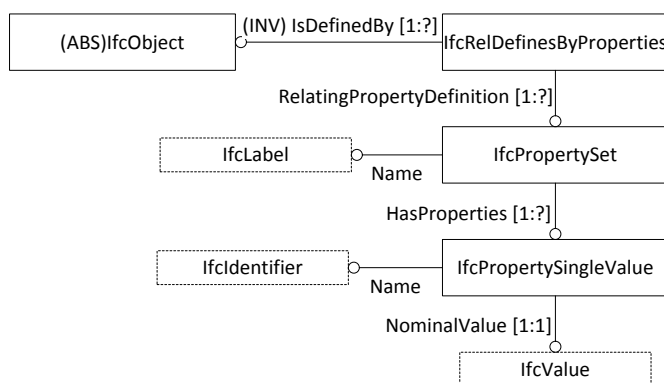 (ABS)IfcObject
(INV) IsDefinedBy [1:?]
IfcRelDefinesByProperties
RelatingPropertyDefinition [1:?]
IfcLabel
Name
IfcPropertySet
HasProperties [1:?]
IfcIdentifier
Name
IfcPropertySingleValue
NominalValue [1:1]
IfcValue